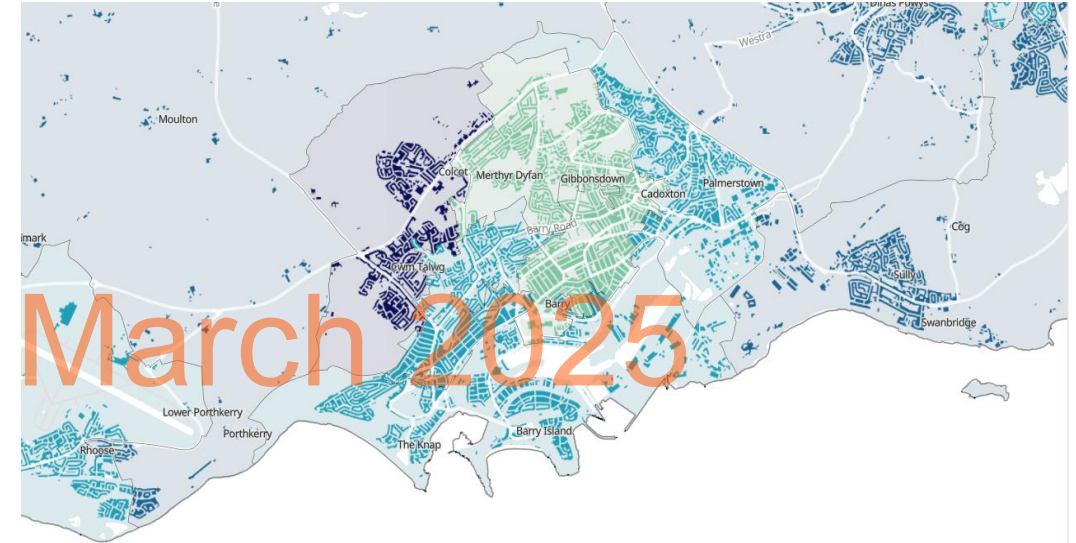 Dinas Powys
Westra
Moulton
Colcot
Merthyr Dyfan
Gibbonsdown
Palmerstown
Cadoxton
Barry Road
Cog
Cwm Talwg
Sully
Barry
March 2025
Swanbridge
Lower Porthkerry
Porthkerry
Barry Island
The Knap
Rhoose